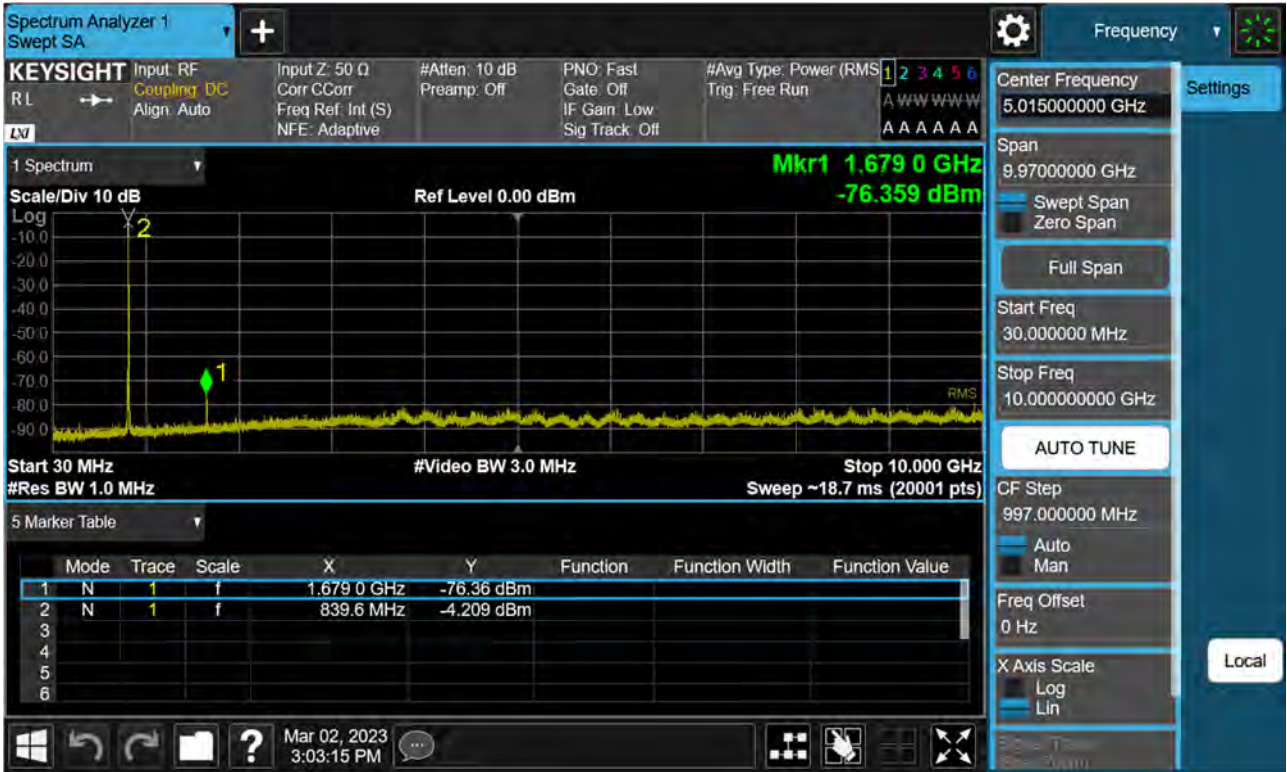 Spectrum Analyzer 1
Swept SA
+
Frequency
KEYSIGHT
R L
LXI
Input: RF
Coupling: DC
Align: Auto
Input Z: 50 Ω
Corr CCorr
Freq Ref: Int (S)
NFE: Adaptive
#Atten: 10 dB
Preamp: Off
PNO: Fast
Gate: Off
IF Gain: Low
Sig Track: Off
#Avg Type: Power (RMS
Trig: Free Run
1 2 3 4 5 6
A W W W W W
A A A A A A
1 Spectrum
Scale/Div 10 dB
Ref Level 0.00 dBm
Mkr1 1.679 0 GHz
-76.359 dBm
Log
-10.0
-20.0
-30.0
-40.0
-50.0
-60.0
-70.0
-80.0
-90.0
2
1
RMS
Start 30 MHz
#Video BW 3.0 MHz
Stop 10.000 GHz
#Res BW 1.0 MHz
Sweep ~18.7 ms (20001 pts)
5 Marker Table
Mode Trace Scale X Y Function Function Width Function Value
1 N 1 f 1.679 0 GHz -76.36 dBm
2 N 1 f 839.6 MHz -4.209 dBm
3
4
5
6
Center Frequency
5.015000000 GHz
Span
9.97000000 GHz
Swept Span
Zero Span
Full Span
Start Freq
30.000000 MHz
Stop Freq
10.000000000 GHz
AUTO TUNE
CF Step
997.000000 MHz
Auto
Man
Freq Offset
0 Hz
X Axis Scale
Log
Lin
Settings
Local
?
Mar 02, 2023
3:03:15 PM